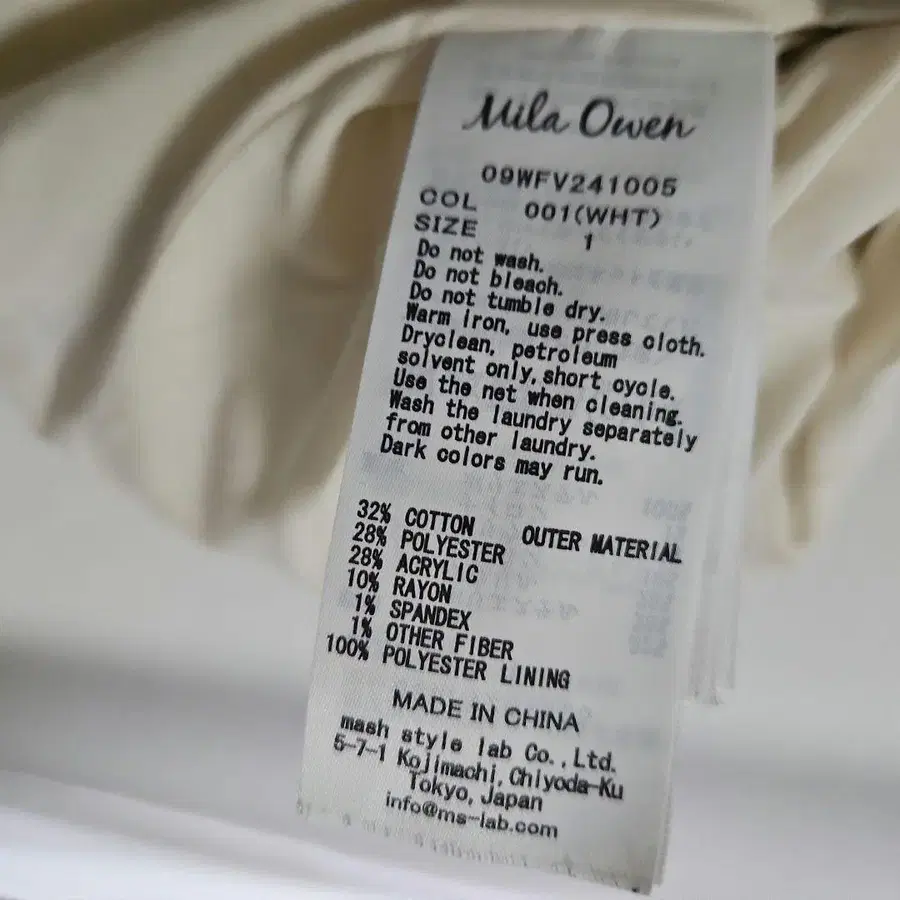 Mila Owen
09WFV241005
COL 001(WHT)
SIZE 1
Do not wash.
Do not bleach.
Do not tumble dry.
Warm iron, use press cloth.
Dryclean, petroleum
solvent only, short cycle.
Use the net when cleaning.
Wash the laundry separately
from other laundry.
Dark colors may run.
32% COTTON OUTER MATERIAL
28% POLYESTER
28% ACRYLIC
10% RAYON
1% SPANDEX
1% OTHER FIBER
100% POLYESTER LINING
MADE IN CHINA
mash style lab Co.,Ltd.
5-7-1 Kojimachi, Chiyoda-Ku
Tokyo, Japan
info@ms-lab.com